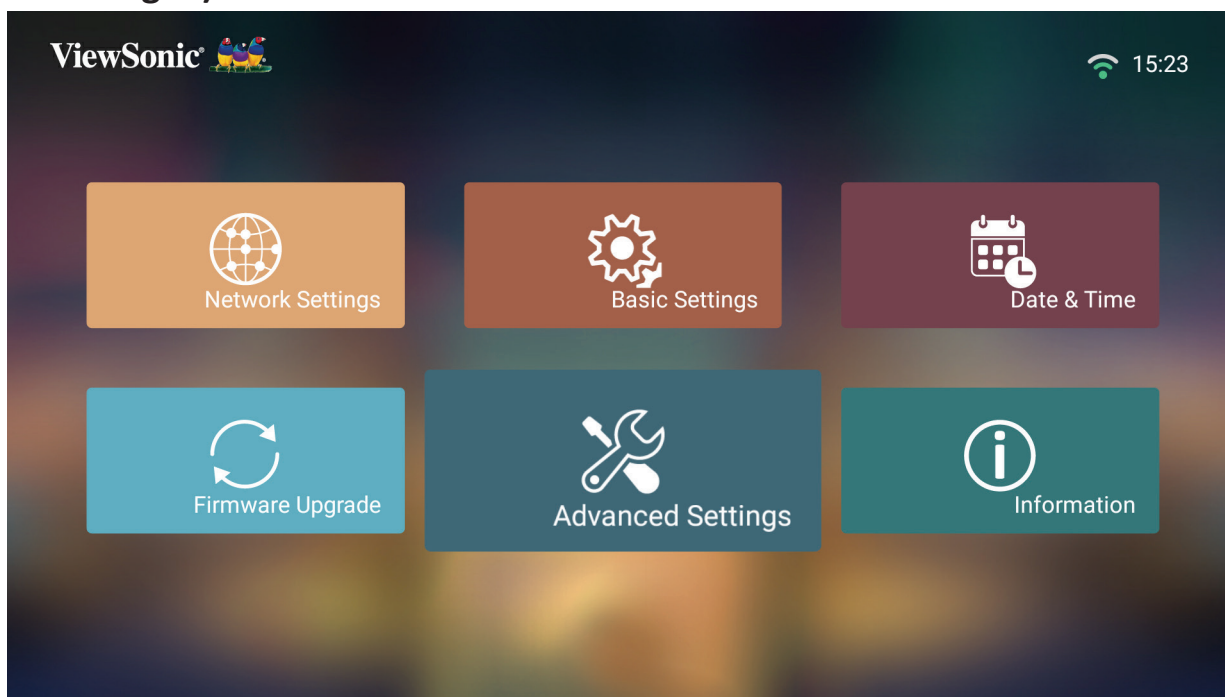 ViewSonic®
15:23
Network Settings
Basic Settings
Date & Time
Firmware Upgrade
Advanced Settings
Information